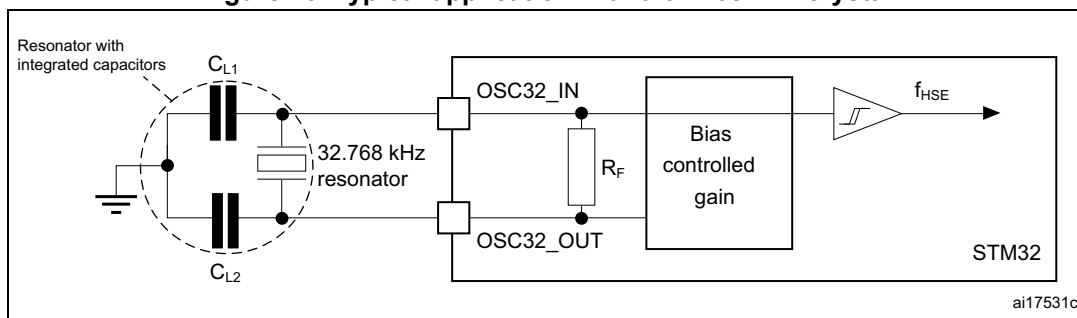 Resonator with
integrated capacitors
CL1
OSC32_IN
fHSE
32.768 kHz
resonator
RF
Bias
controlled
gain
OSC32_OUT
STM32
CL2
ai17531c